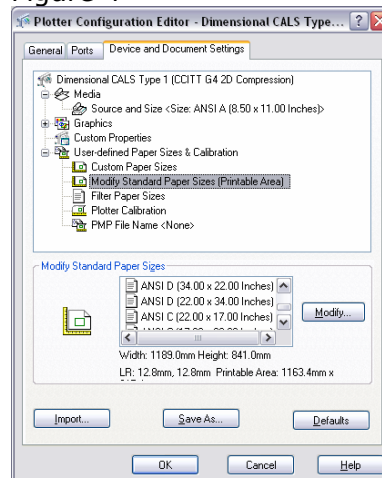 Plotter Configuration Editor - Dimensional CALS Type...
General Ports Device and Document Settings
Dimensional CALS Type 1 (CCITT G4 2D Compression)
Media
Source and Size <Size: ANSI A (8.50 x 11.00 Inches)>
Graphics
Custom Properties
User-defined Paper Sizes & Calibration
Custom Paper Sizes
Modify Standard Paper Sizes (Printable Area)
Filter Paper Sizes
Plotter Calibration
PMP File Name <None>
Modify Standard Paper Sizes
ANSI D (34.00 x 22.00 Inches)
ANSI D (22.00 x 34.00 Inches)
ANSI C (22.00 x 17.00 Inches)
Modify...
Width: 1189.0mm Height: 841.0mm
LR: 12.8mm, 12.8mm Printable Area: 1163.4mm x
Import... Save As... Defaults
OK Cancel Help